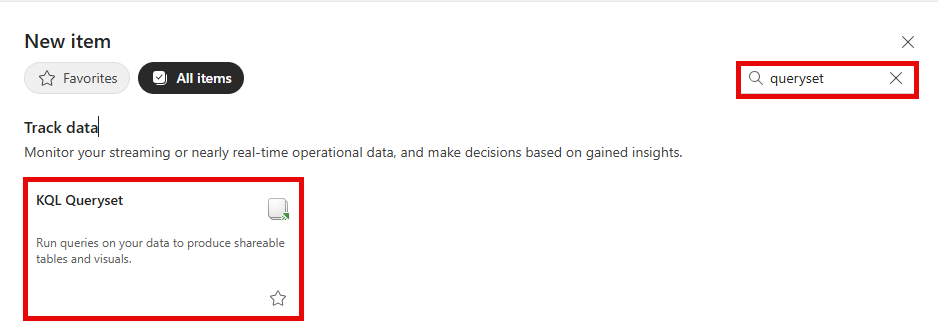 New item
Favorites
All items
queryset
Track data
Monitor your streaming or nearly real-time operational data, and make decisions based on gained insights.
KQL Queryset
Run queries on your data to produce shareable
tables and visuals.